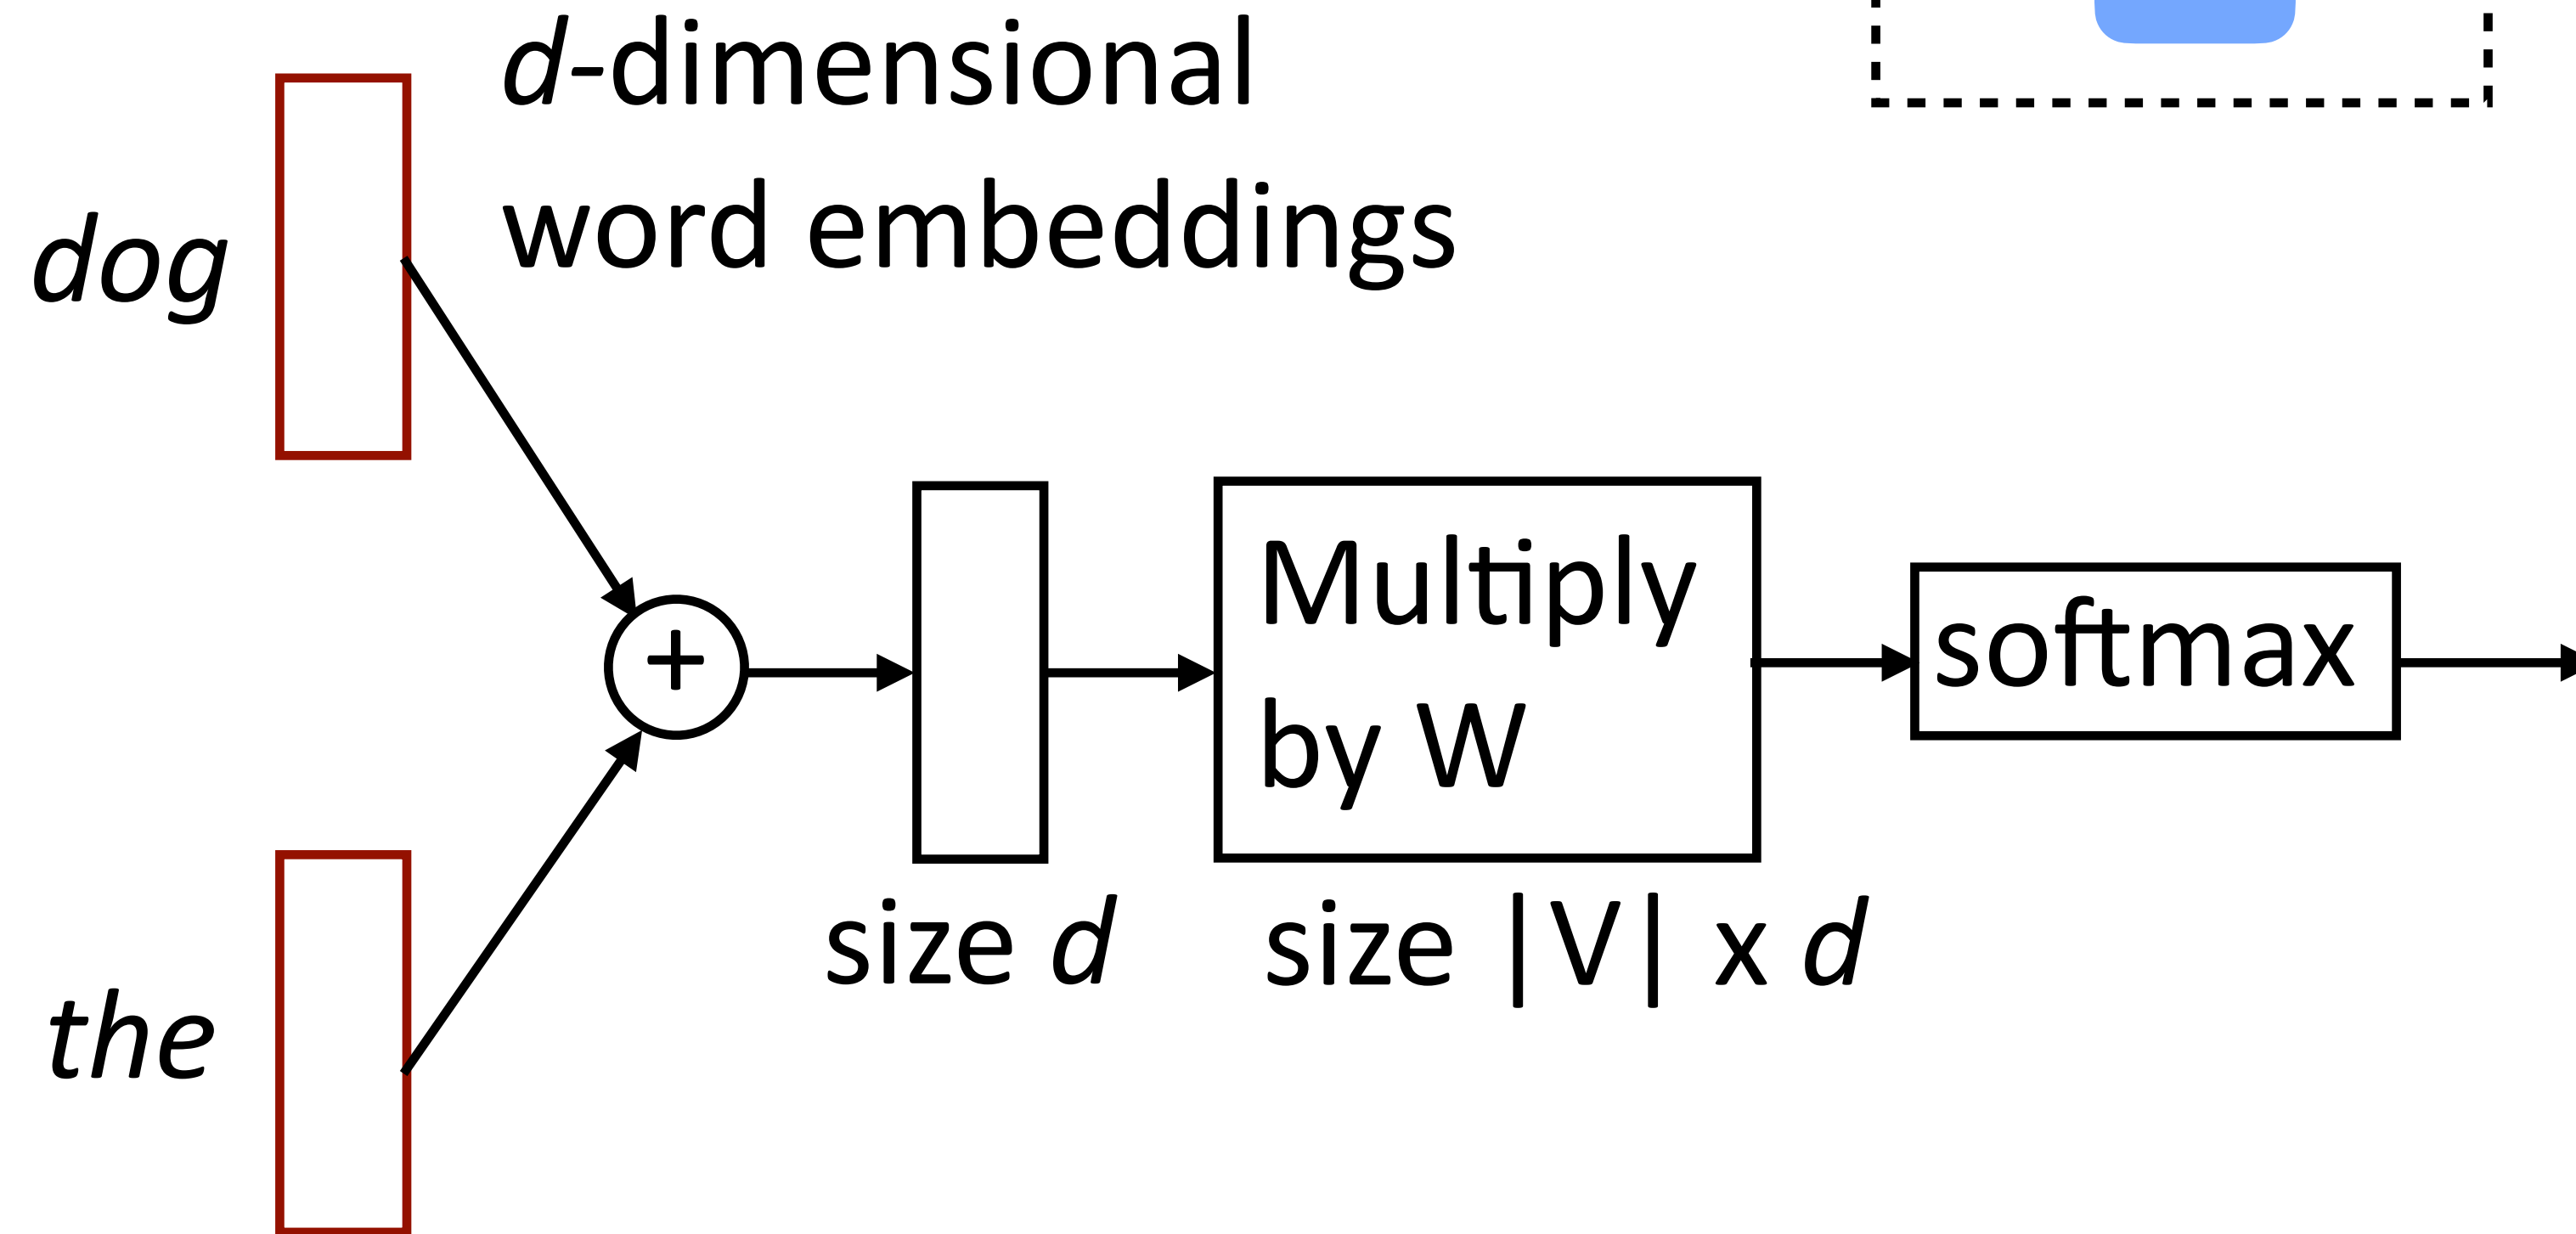 d-dimensional
word embeddings
dog
+
Multiply
by W
softmax
size d
size |V| x d
the